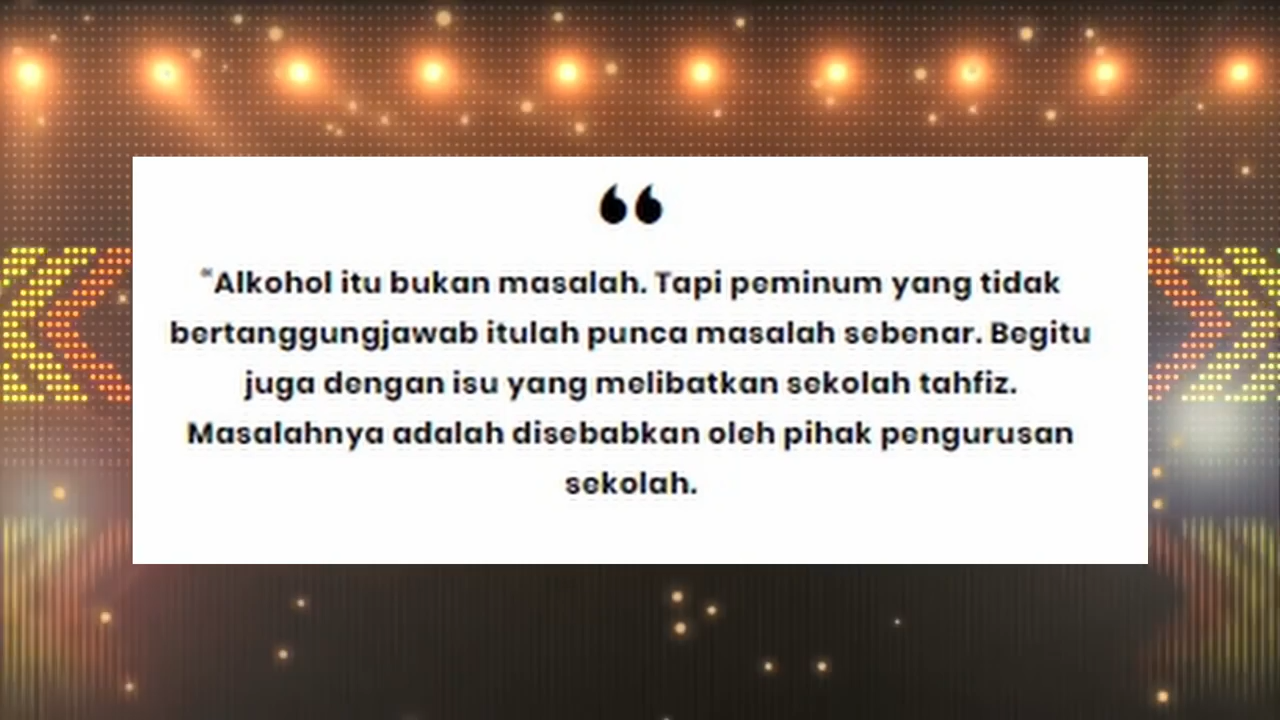 “Alkohol itu bukan masalah. Tapi peminum yang tidak
bertanggungjawab itulah punca masalah sebenar. Begitu
juga dengan isu yang melibatkan sekolah tahfiz.
Masalahnya adalah disebabkan oleh pihak pengurusan
sekolah.